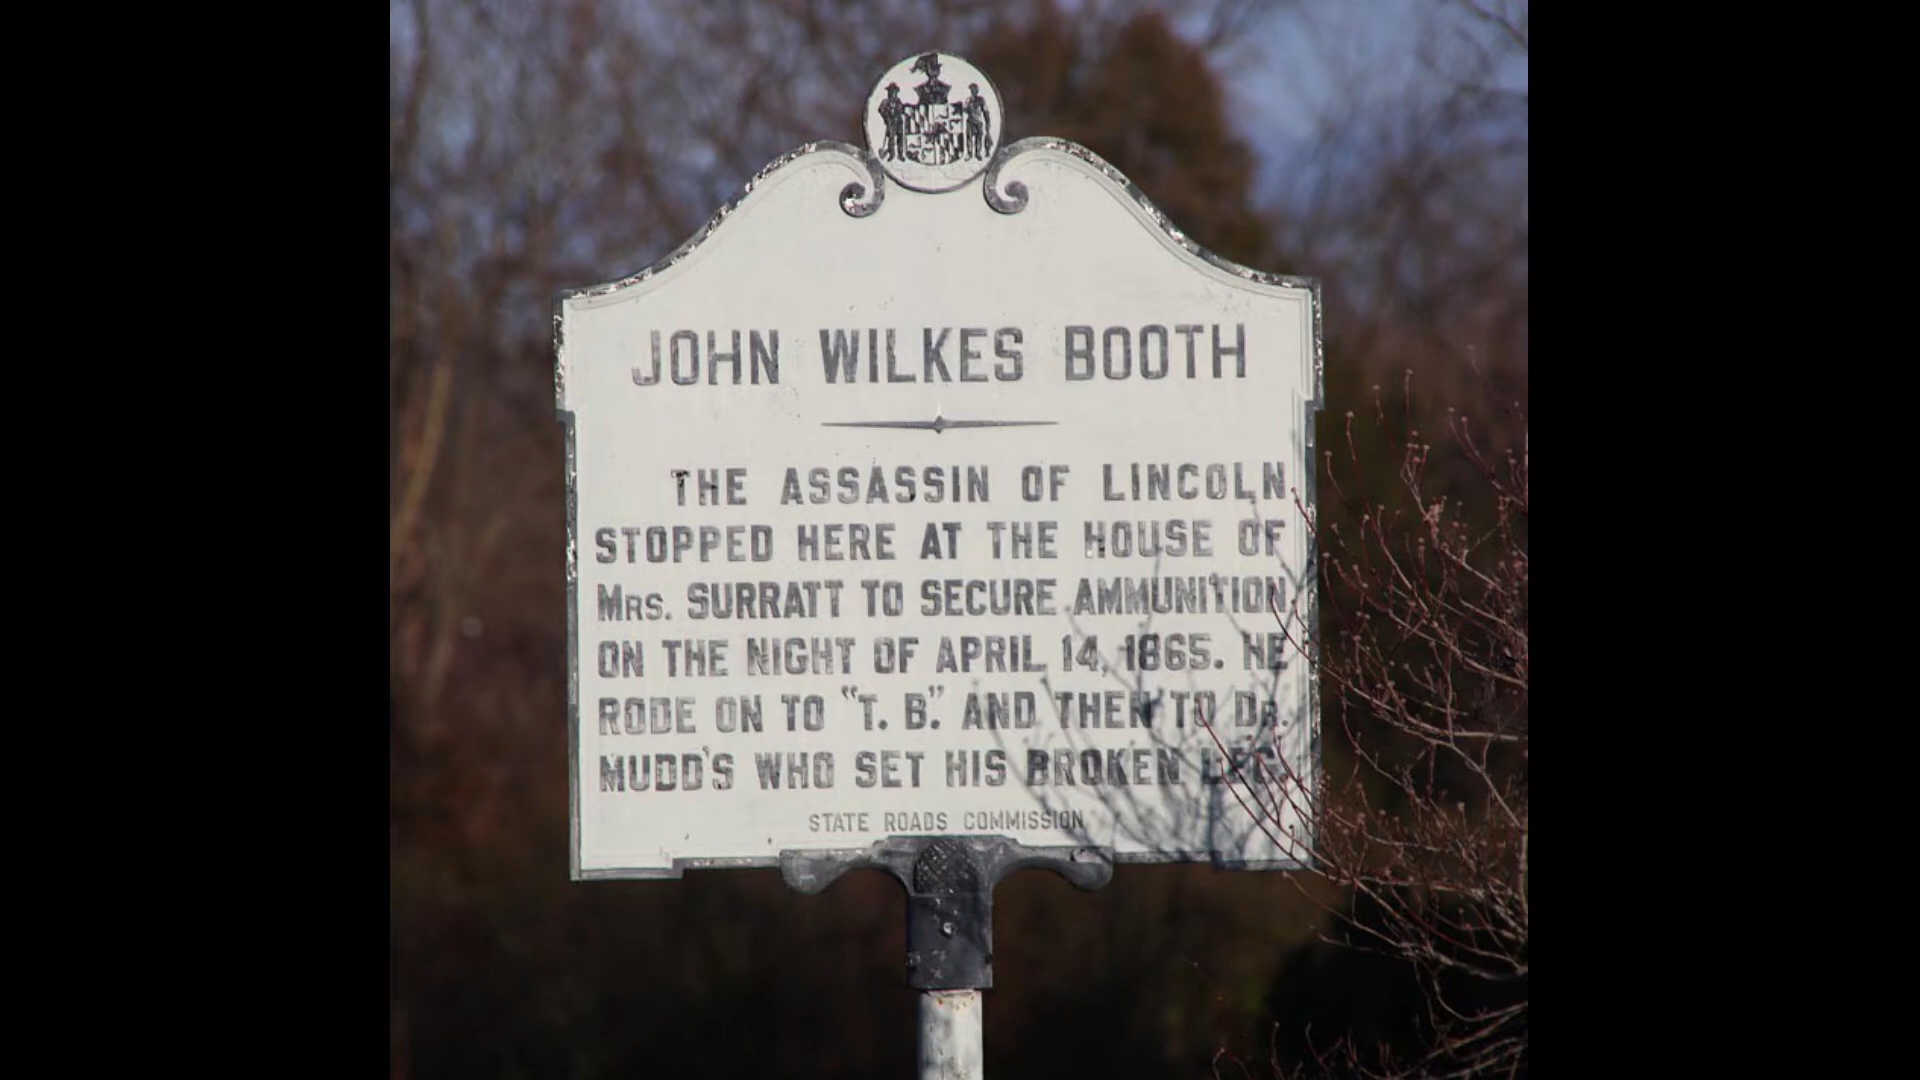 JOHN WILKES BOOTH
THE ASSASSIN OF LINCOLN
STOPPED HERE AT THE HOUSE OF
MRS. SURRATT TO SECURE AMMUNITION
ON THE NIGHT OF APRIL 14, 1865. HE
RODE ON TO "T. B." AND THEN TO DR.
MUDD'S WHO SET HIS BROKEN LEG.
STATE ROADS COMMISSION